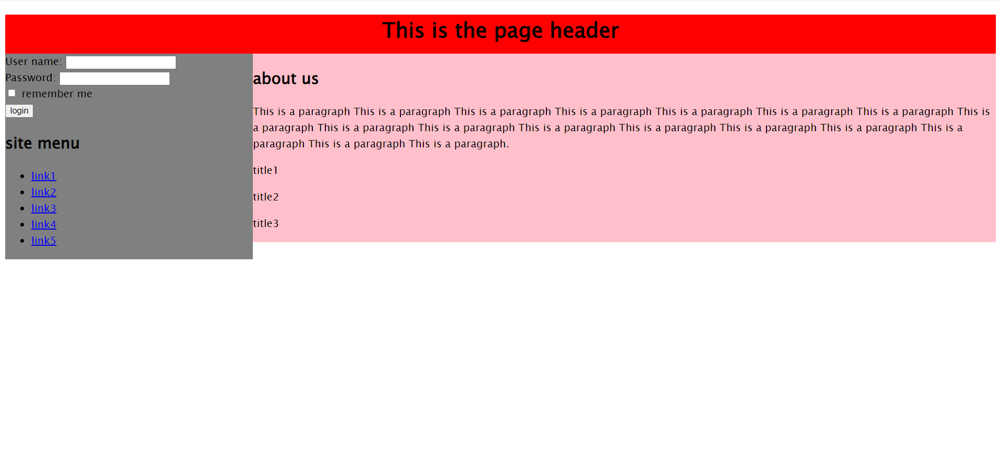 This is the page header
User name:
Password:
remember me
login
site menu
link1
link2
link3
link4
link5
about us
This is a paragraph This is a paragraph This is a paragraph This is a paragraph This is a paragraph This is a paragraph This is a paragraph This is
a paragraph This is a paragraph This is a paragraph This is a paragraph This is a paragraph This is a paragraph This is a paragraph This is a
paragraph This is a paragraph This is a paragraph.
title1
title2
title3